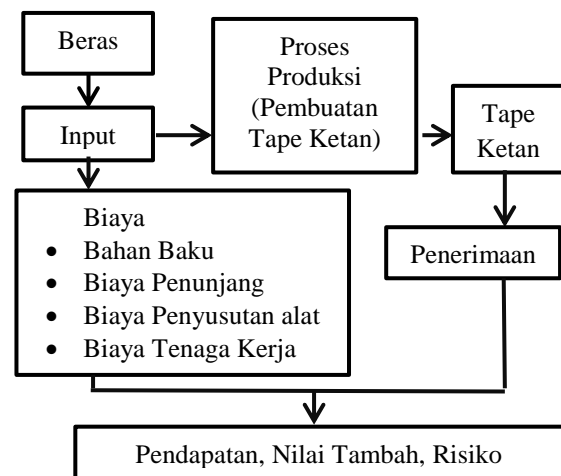 Beras
Input
Proses
Produksi
(Pembuatan
Tape Ketan)
Tape
Ketan
Biaya
• Bahan Baku
• Biaya Penunjang
• Biaya Penyusutan alat
• Biaya Tenaga Kerja
Penerimaan
Pendapatan, Nilai Tambah, Risiko